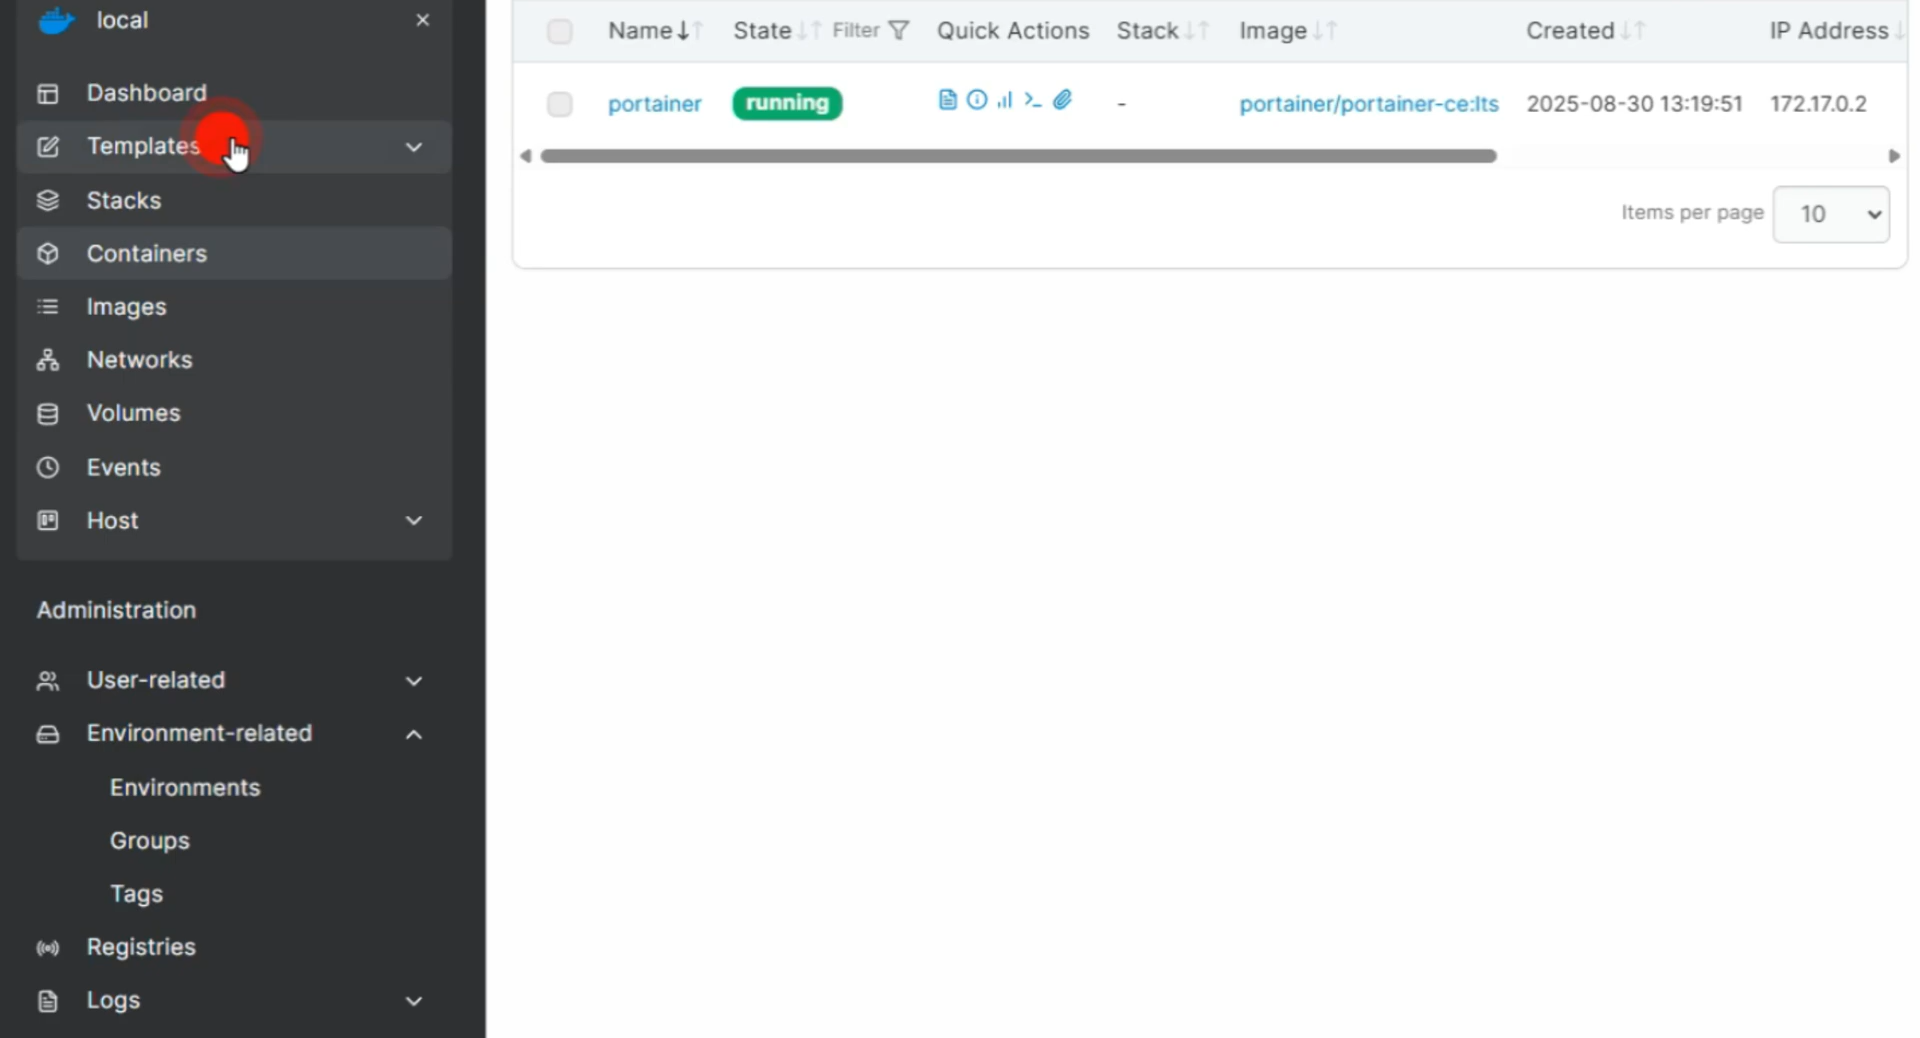 local
Dashboard
Templates
Stacks
Containers
Images
Networks
Volumes
Events
Host
Administration
User-related
Environment-related
Environments
Groups
Tags
Registries
Logs
Name State Filter Quick Actions Stack Image Created IP Address
portainer running - portainer/portainer-ce:lts 2025-08-30 13:19:51 172.17.0.2
Items per page 10